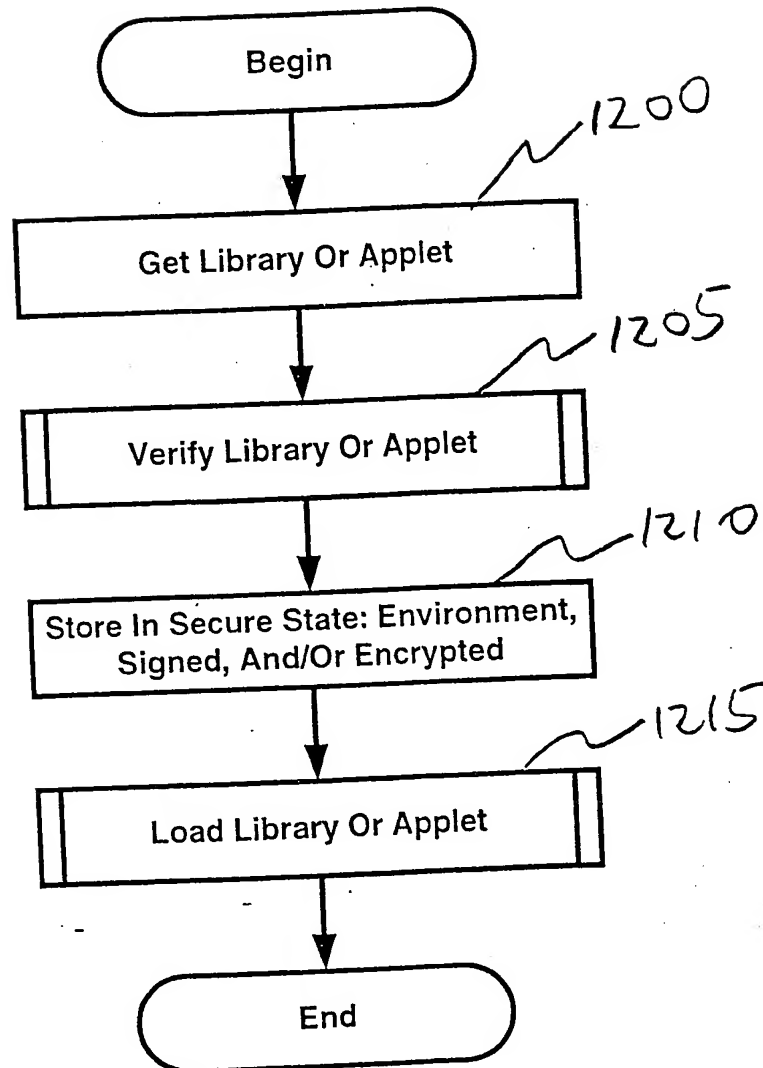 Begin
1200
Get Library Or Applet
1205
Verify Library Or Applet
1210
Store In Secure State: Environment,
Signed, And/Or Encrypted
1215
Load Library Or Applet
End